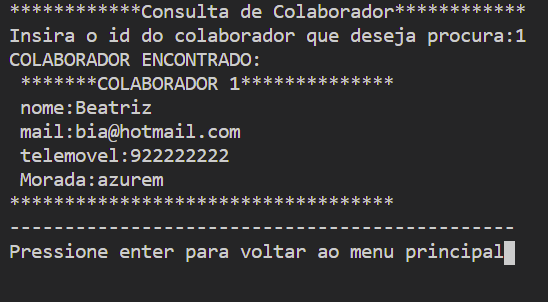 ************Consulta de Colaborador************
Insira o id do colaborador que deseja procura:1
COLABORADOR ENCONTRADO:
*******COLABORADOR 1**************
nome:Beatriz
mail:bia@hotmail.com
telemovel:922222222
Morada:azurem
***********************************
----------------------------------------------
Pressione enter para voltar ao menu principal